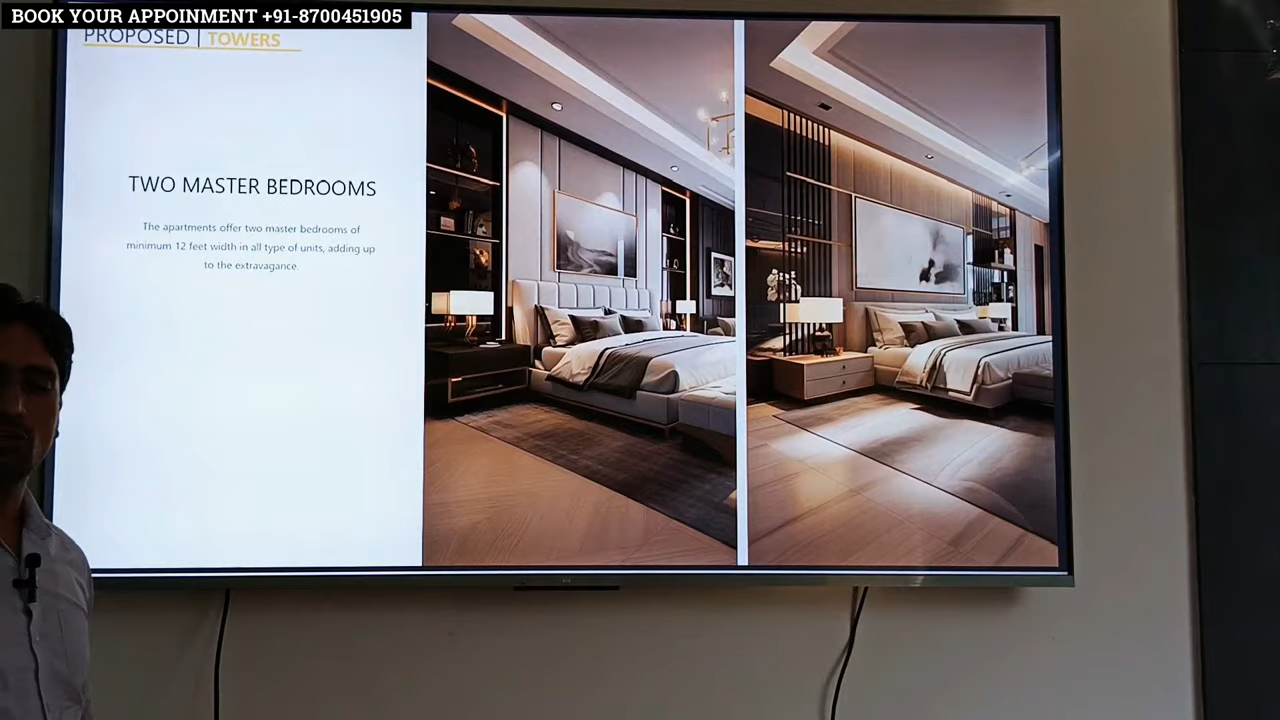 BOOK YOUR APPOINMENT +91-8700451905
PROPOSED | TOWERS
TWO MASTER BEDROOMS
The apartments offer two master bedrooms of
minimum 12 feet width in all type of units, adding up
to the extravagance.